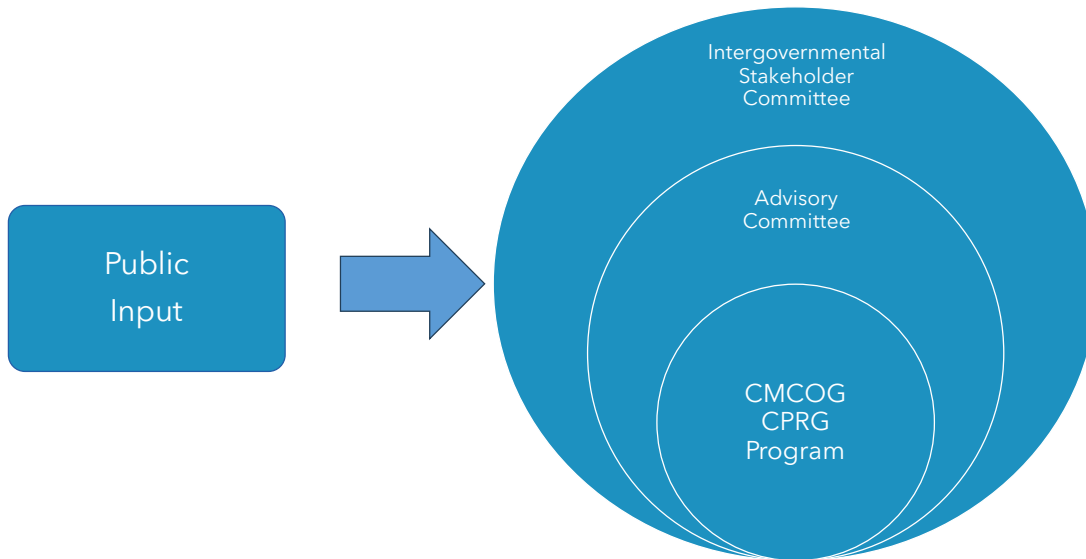 Public
Input
Intergovernmental
Stakeholder
Committee
Advisory
Committee
CMCOG
CPRG
Program